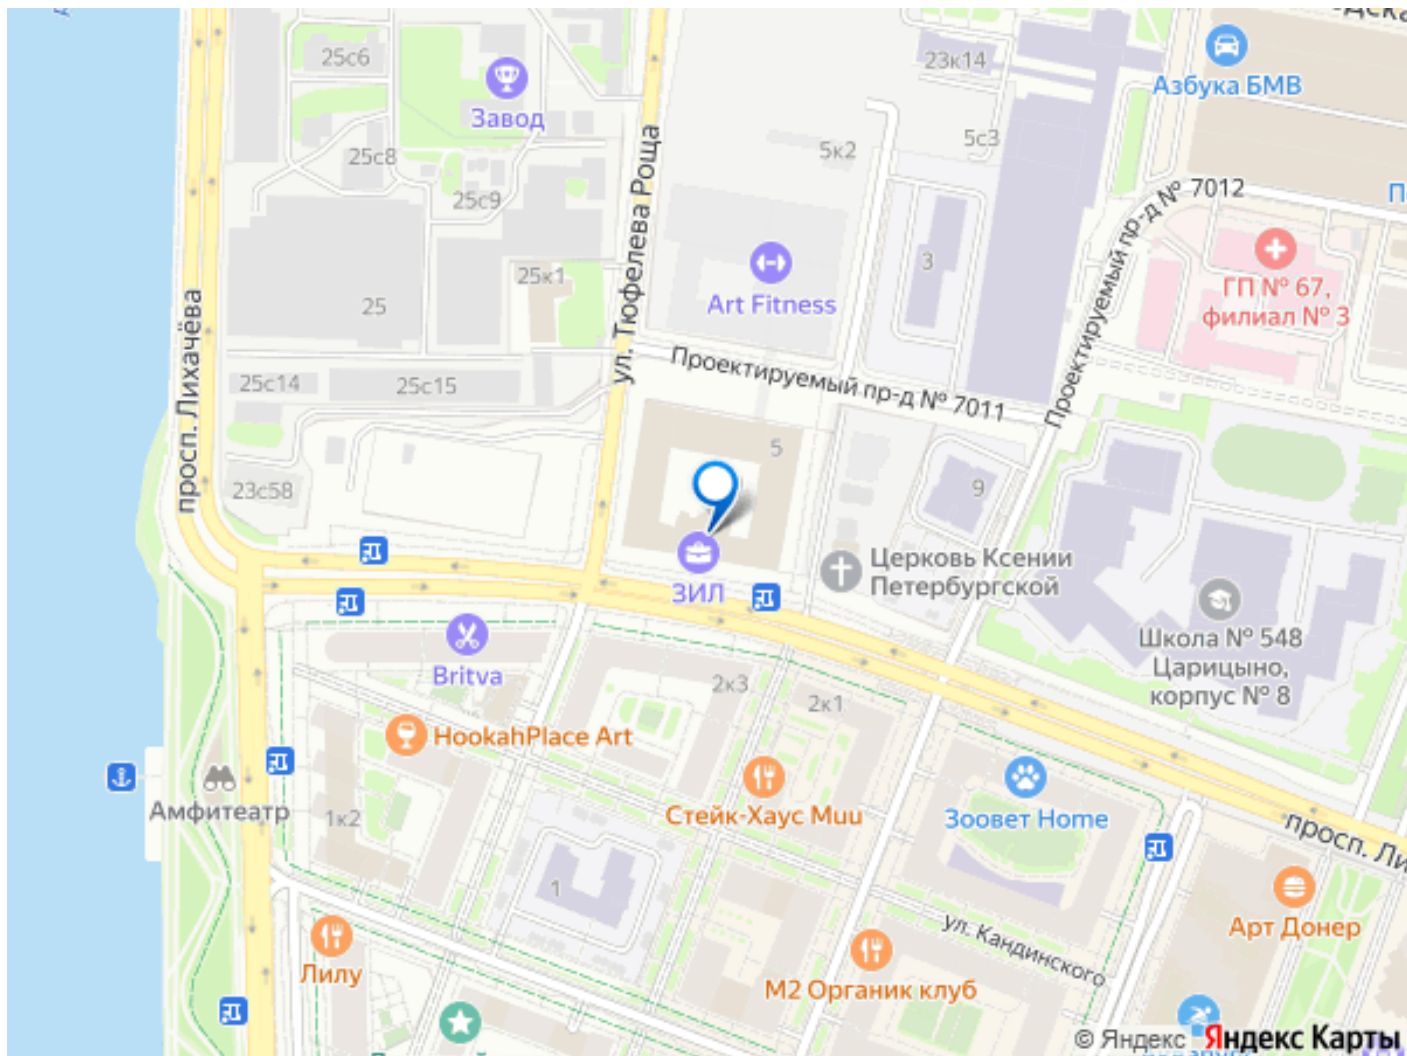 25с6
Завод
23к14
Азбука БМВ
25с8
5к2
5с3
25с9
ул. Тюфелева Роща
Проектируемый пр-д № 7012
25к1
3
ГП № 67,
филиал № 3
25
Art Fitness
просп. Лихачёва
Проектируемый пр-д № 7011
25с14
25с15
5
23с58
9
ЗИЛ
Церковь Ксении
Петербургской
Школа № 548
Царицыно,
корпус № 8
Britva
2к3
2к1
HookahPlace Art
Амфитеатр
1к2
Стейк-Хаус Muu
Зоовет Home
просп. Ли
1
Арт Донер
ул. Кандинского
Лилу
М2 Органик клуб
© Яндекс Яндекс Карты